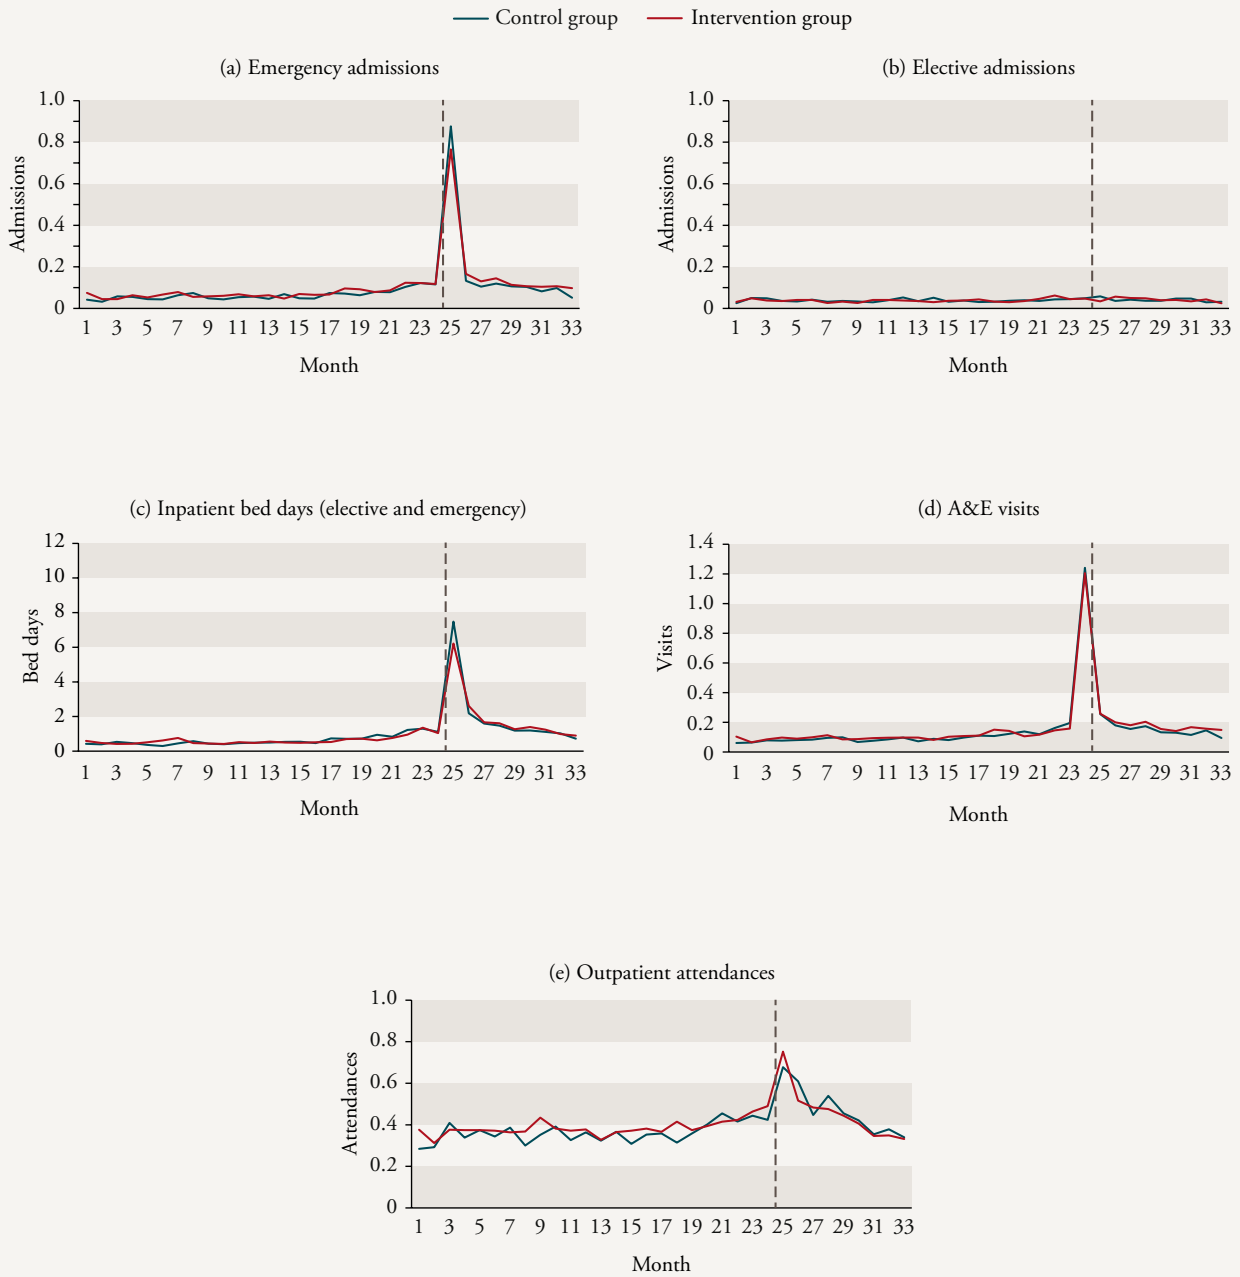 Control group Intervention group
(a) Emergency admissions
1.0
0.8
0.6
0.4
0.2
0
Admissions
1 3 5 7 9 11 13 15 17 19 21 23 25 27 29 31 33
Month
(b) Elective admissions
1.0
0.8
0.6
0.4
0.2
0
Admissions
1 3 5 7 9 11 13 15 17 19 21 23 25 27 29 31 33
Month
(c) Inpatient bed days (elective and emergency)
12
10
8
6
4
2
0
Bed days
1 3 5 7 9 11 13 15 17 19 21 23 25 27 29 31 33
Month
(d) A&E visits
1.4
1.2
1.0
0.8
0.6
0.4
0.2
0
Visits
1 3 5 7 9 11 13 15 17 19 21 23 25 27 29 31 33
Month
(e) Outpatient attendances
1.0
0.8
0.6
0.4
0.2
0
Attendances
1 3 5 7 9 11 13 15 17 19 21 23 25 27 29 31 33
Month